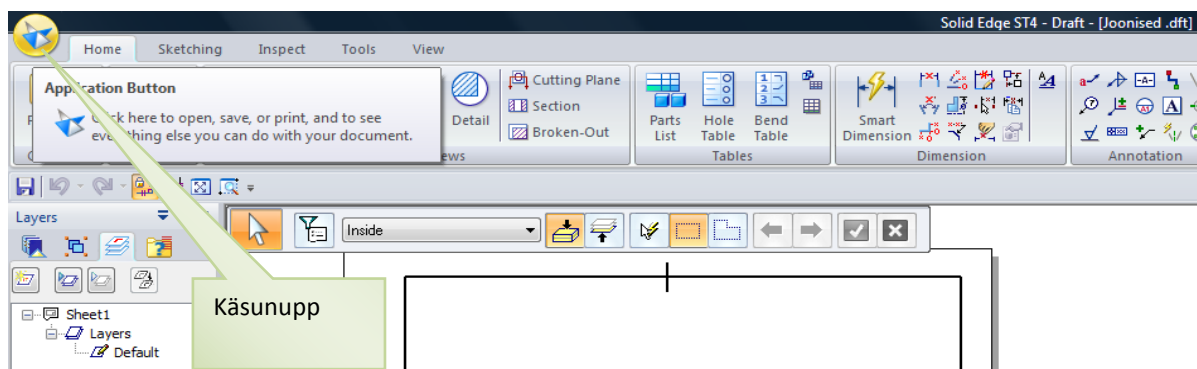 Solid Edge ST4 - Draft - [Joonised .dft]
Home Sketching Inspect Tools View
Application Button
Click here to open, save, or print, and to see
everything else you can do with your document.
Detail
Cutting Plane
Section
Broken-Out
Parts
List
Hole
Table
Bend
Table
Smart
Dimension
Tables Dimension Annotation
Layers
Inside
Sheet1
Layers
Default
Käsunupp